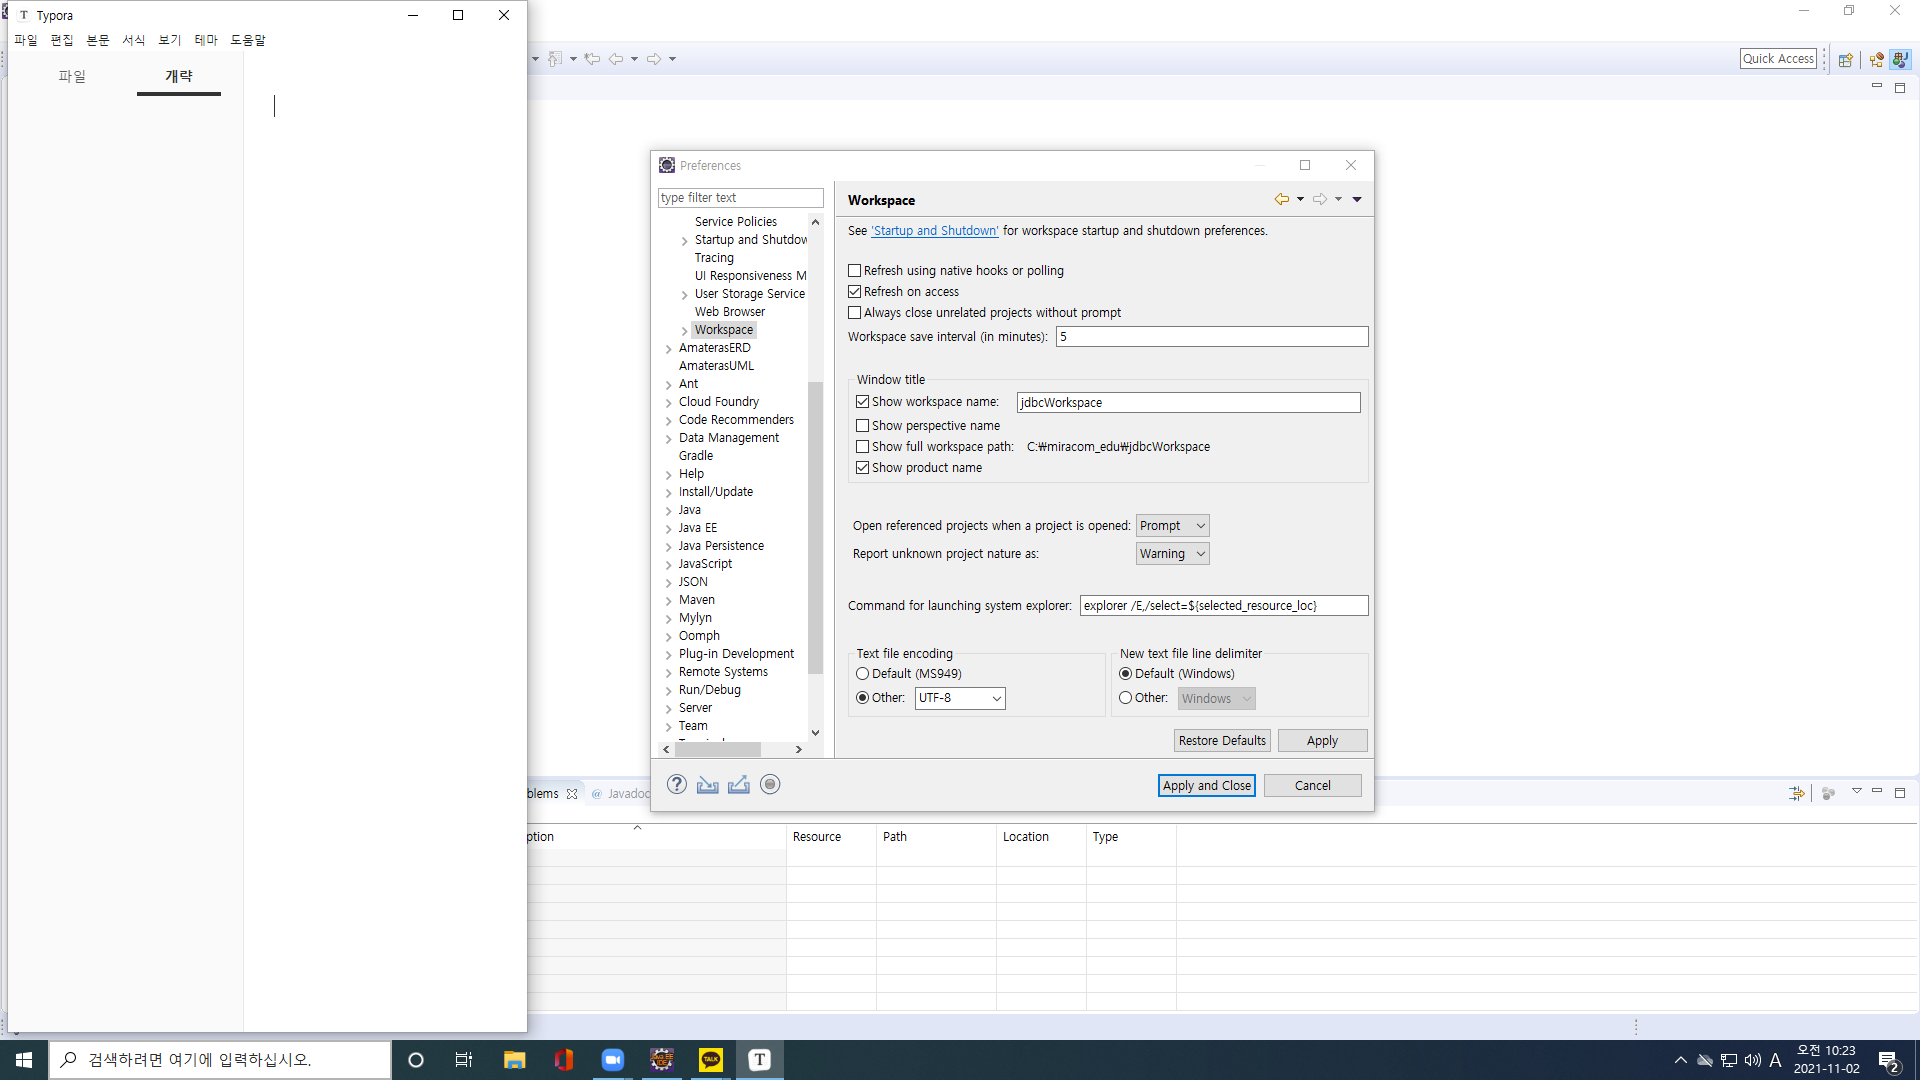 Typora
파일 편집 본문 서식 보기 테마 도움말
파일 개략
Quick Access
Preferences
type filter text
Service Policies
Startup and Shutdow
Tracing
UI Responsiveness M
User Storage Service
Web Browser
Workspace
AmaterasERD
AmaterasUML
Ant
Cloud Foundry
Code Recommenders
Data Management
Gradle
Help
Install/Update
Java
Java EE
Java Persistence
JavaScript
JSON
Maven
Mylyn
Oomph
Plug-in Development
Remote Systems
Run/Debug
Server
Team
Workspace
See 'Startup and Shutdown' for workspace startup and shutdown preferences.
Refresh using native hooks or polling
Refresh on access
Always close unrelated projects without prompt
Workspace save interval (in minutes): 5
Window title
Show workspace name: jdbcWorkspace
Show perspective name
Show full workspace path: C:₩miracom_edu₩jdbcWorkspace
Show product name
Open referenced projects when a project is opened: Prompt
Report unknown project nature as: Warning
Command for launching system explorer: explorer /E,/select=${selected_resource_loc}
Text file encoding
Default (MS949)
Other: UTF-8
New text file line delimiter
Default (Windows)
Other: Windows
Restore Defaults Apply
Apply and Close Cancel
blems @ Javadoc
ption Resource Path Location Type
검색하려면 여기에 입력하십시오.
TALK
T
A
오전 10:23
2021-11-02
2